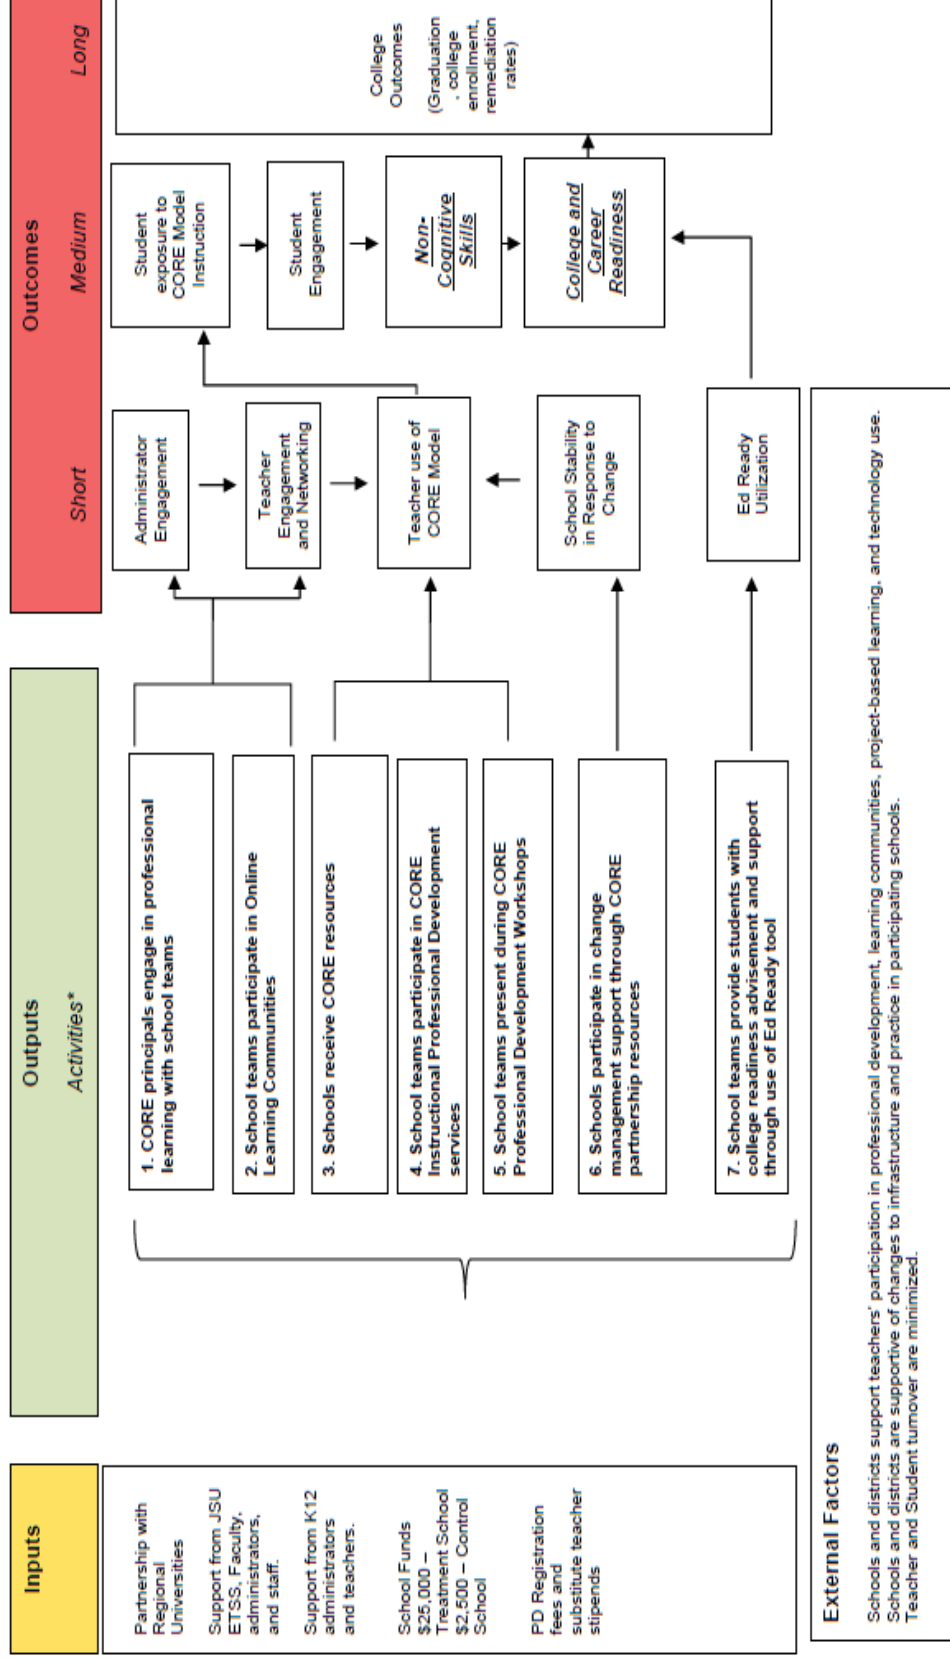 Inputs
Outputs
Activities*
Outcomes
Short
Medium
Long
Partnership with
Regional
Universities
Support from JSU
ETSS, Faculty,
administrators,
and staff.
Support from K12
administrators
and teachers.
School Funds
$25,000 –
Treatment School
$2,500 – Control
School
PD Registration
fees and
substitute teacher
stipends
1. CORE principals engage in professional
learning with school teams
2. School teams participate in Online
Learning Communities
3. Schools receive CORE resources
4. School teams participate in CORE
Instructional Professional Development
services
5. School teams present during CORE
Professional Development Workshops
6. Schools participate in change
management support through CORE
partnership resources
7. School teams provide students with
college readiness advisement and support
through use of Ed Ready tool
Administrator
Engagement
Teacher
Engagement
and Networking
Teacher use of
CORE Model
School Stability
in Response to
Change
Ed Ready
Utilization
Student
exposure to
CORE Model
Instruction
Student
Engagement
Non-
Cognitive
Skills
College and
Career
Readiness
College
Outcomes
(Graduation
, college
enrollment,
remediation
rates)
External Factors
Schools and districts support teachers' participation in professional development, learning communities, project-based learning, and technology use.
Schools and districts are supportive of changes to infrastructure and practice in participating schools.
Teacher and Student turnover are minimized.